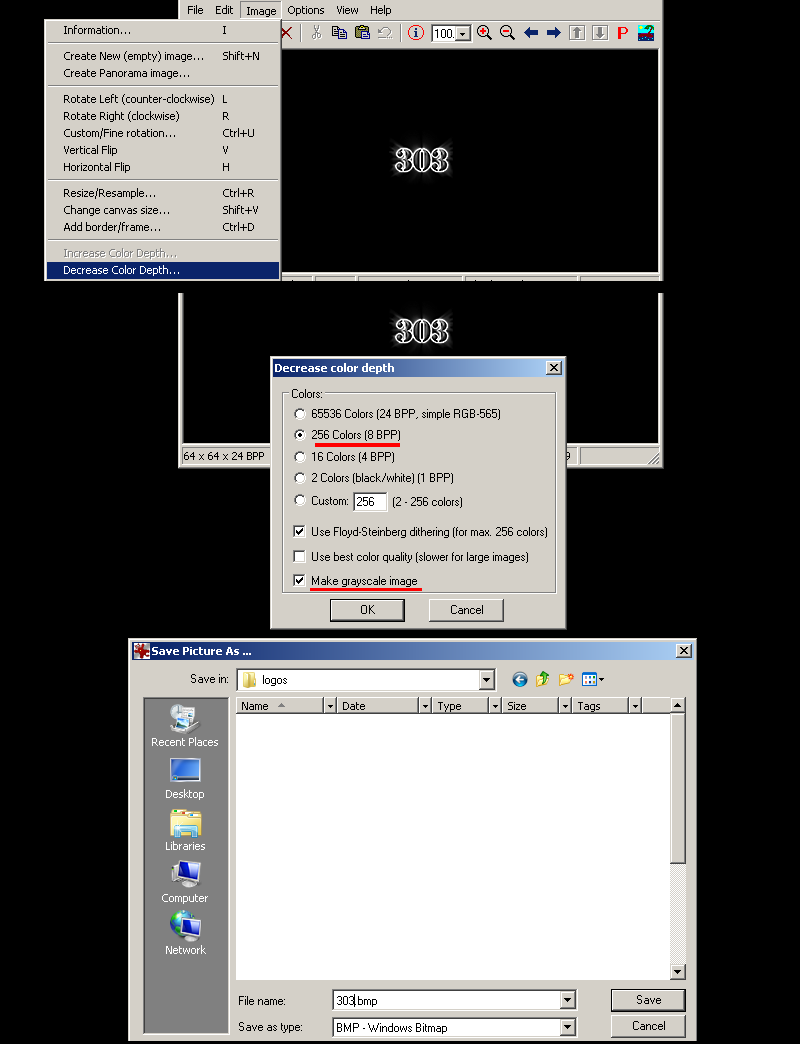 File Edit Image Options View Help
Information... I
Create New (empty) image... Shift+N
Create Panorama image...
Rotate Left (counter-clockwise) L
Rotate Right (clockwise) R
Custom/Fine rotation... Ctrl+U
Vertical Flip V
Horizontal Flip H
Resize/Resample... Ctrl+R
Change canvas size... Shift+V
Add border/frame... Ctrl+D
Increase Color Depth...
Decrease Color Depth...
100.
P
303
303
Decrease color depth
Colors:
65536 Colors (24 BPP, simple RGB-565)
256 Colors (8 BPP)
16 Colors (4 BPP)
2 Colors (black/white) (1 BPP)
Custom: 256 (2 - 256 colors)
Use Floyd-Steinberg dithering (for max. 256 colors)
Use best color quality (slower for large images)
Make grayscale image
OK Cancel
64 x 64 x 24 BPP
9
Save Picture As ...
Save in: logos
Name Date Type Size Tags
Recent Places
Desktop
Libraries
Computer
Network
File name: 303.bmp Save
Save as type: BMP - Windows Bitmap Cancel